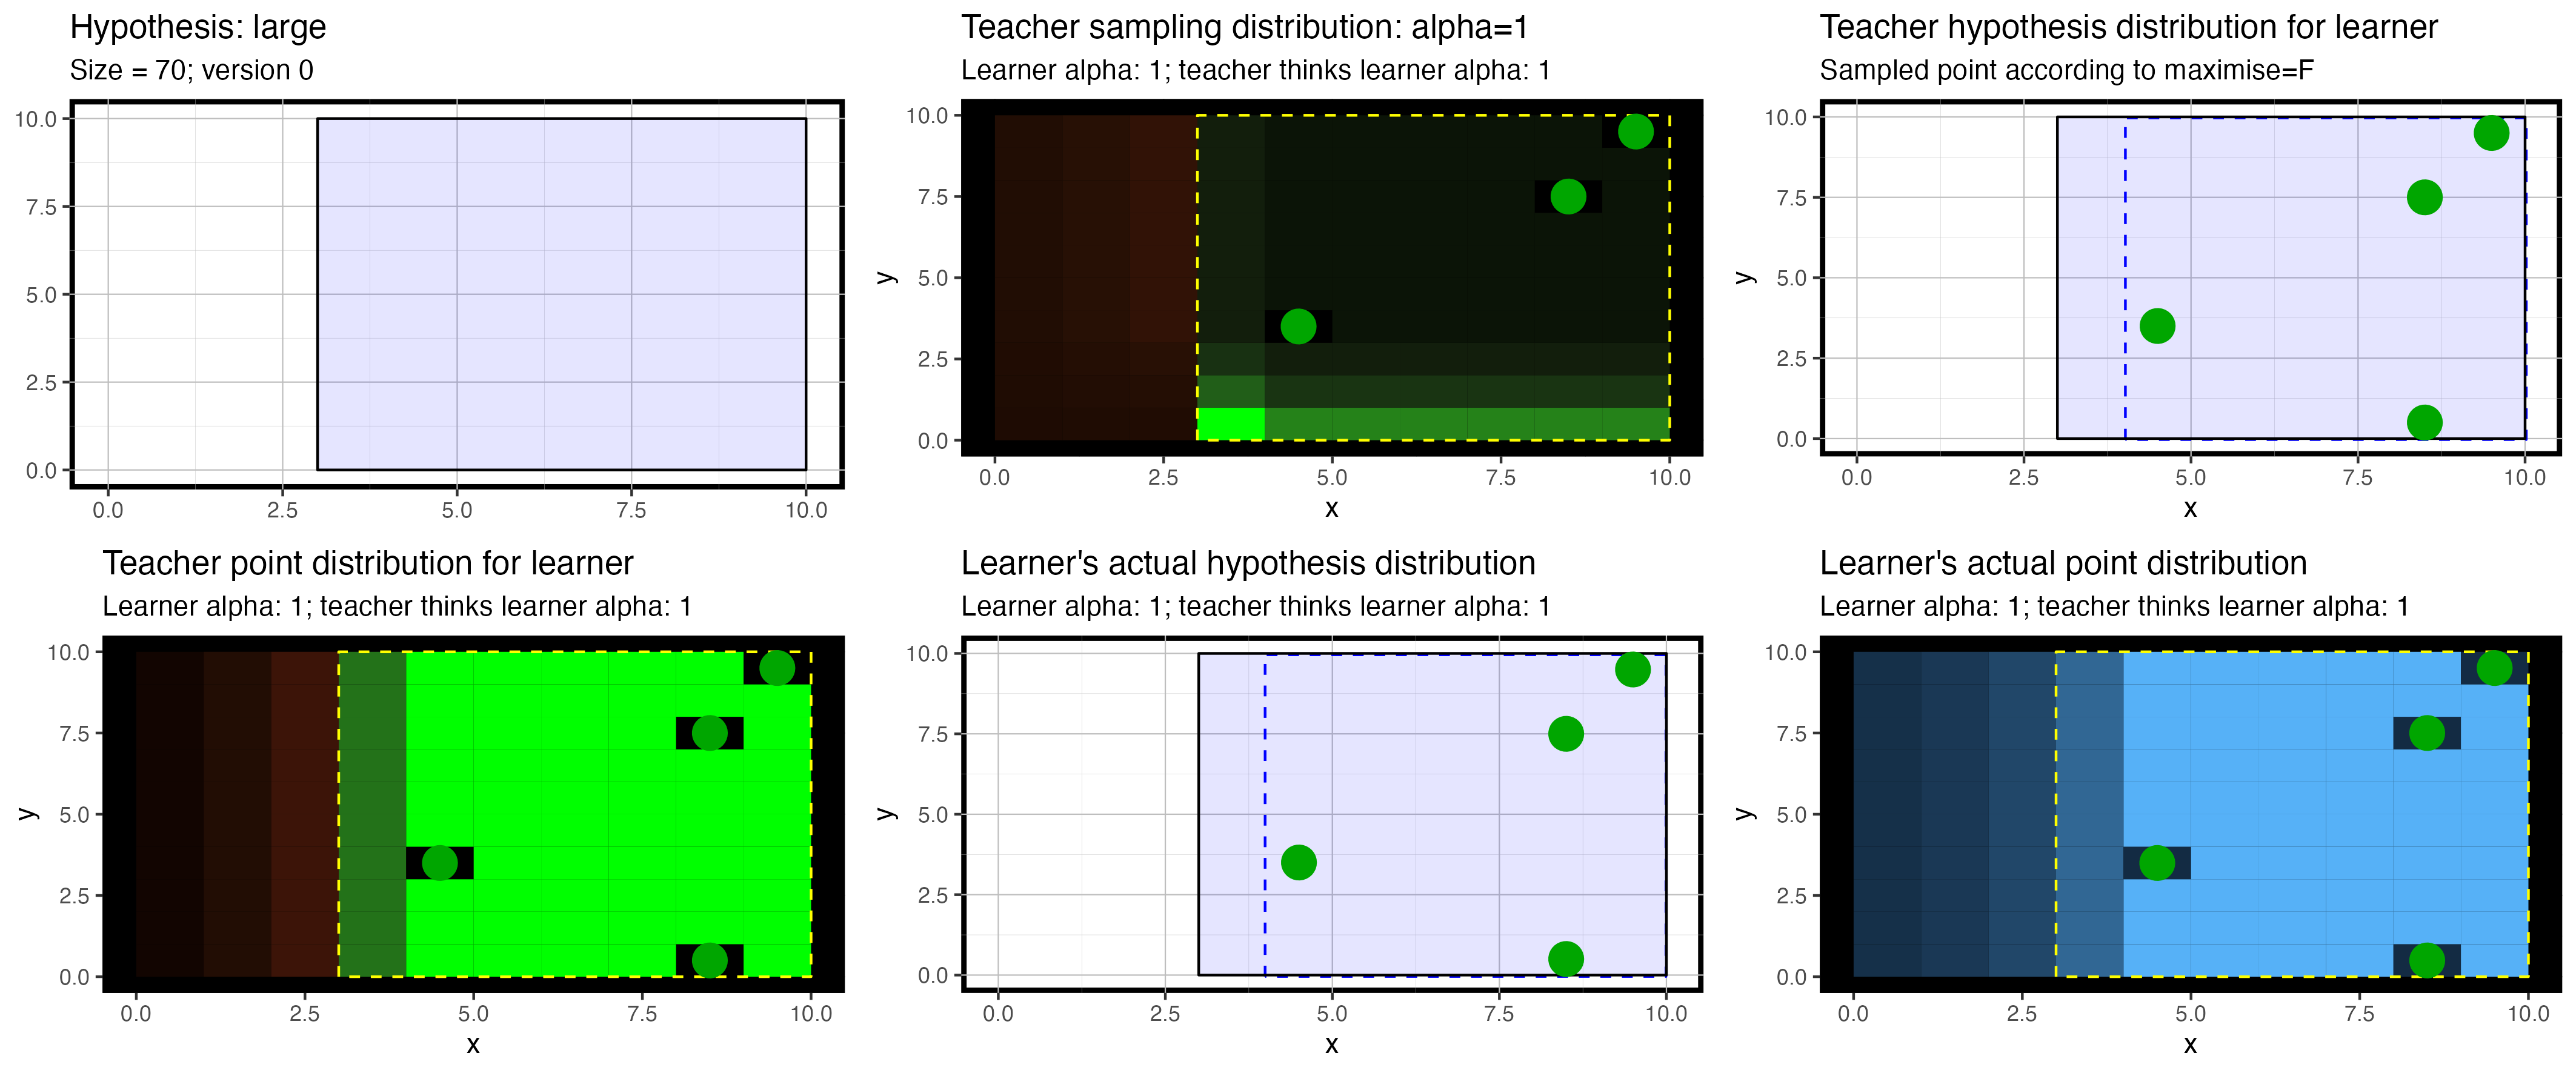 Hypothesis: large
Size = 70; version 0
10.0
7.5
5.0
2.5
0.0
0.0 2.5 5.0 7.5 10.0
Teacher sampling distribution: alpha=1
Learner alpha: 1; teacher thinks learner alpha: 1
y
10.0
7.5
5.0
2.5
0.0
0.0 2.5 5.0 7.5 10.0
x
Teacher hypothesis distribution for learner
Sampled point according to maximise=F
y
10.0
7.5
5.0
2.5
0.0
0.0 2.5 5.0 7.5 10.0
x
Teacher point distribution for learner
Learner alpha: 1; teacher thinks learner alpha: 1
y
10.0
7.5
5.0
2.5
0.0
0.0 2.5 5.0 7.5 10.0
x
Learner's actual hypothesis distribution
Learner alpha: 1; teacher thinks learner alpha: 1
y
10.0
7.5
5.0
2.5
0.0
0.0 2.5 5.0 7.5 10.0
x
Learner's actual point distribution
Learner alpha: 1; teacher thinks learner alpha: 1
y
10.0
7.5
5.0
2.5
0.0
0.0 2.5 5.0 7.5 10.0
x